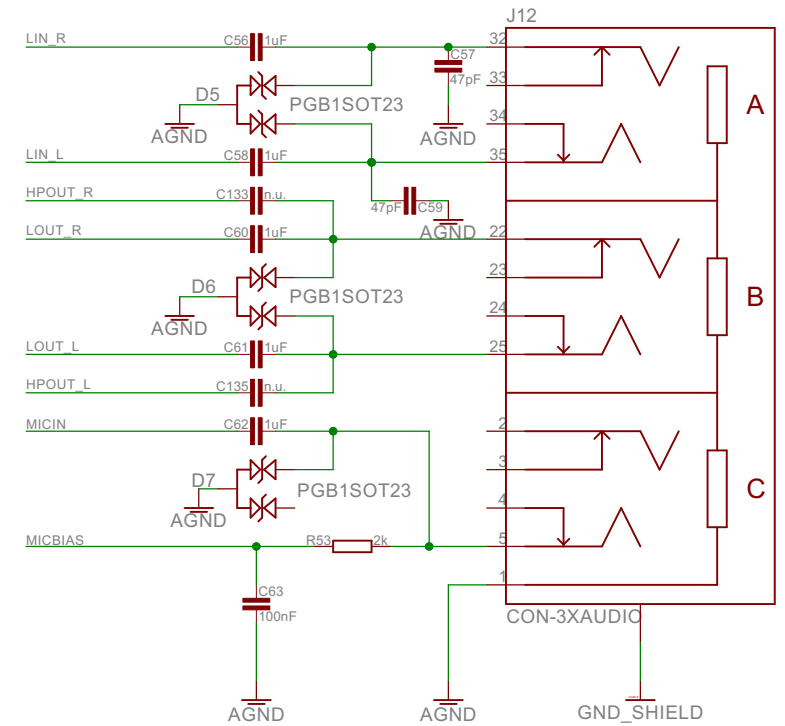 J12
LIN_R
C56
1uF
32
C57
47pF
33
A
D5
PGB1SOT23
34
AGND
AGND
LIN_L
C58
1uF
35
HPOUT_R
C133
n.u.
47pF
C59
LOUT_R
C60
1uF
AGND
22
23
D6
PGB1SOT23
B
24
AGND
LOUT_L
C61
1uF
25
HPOUT_L
C135
n.u.
MICIN
C62
1uF
2
3
D7
PGB1SOT23
C
4
AGND
MICBIAS
R53
2k
5
1
C63
100nF
CON-3XAUDIO
AGND
AGND
GND_SHIELD